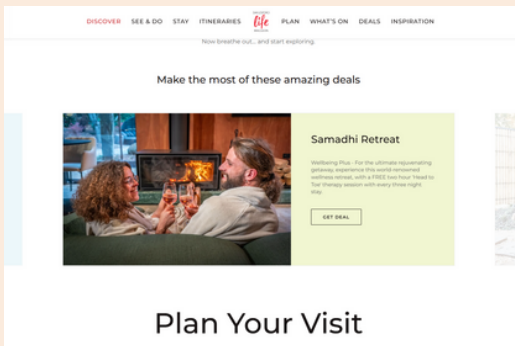 DISCOVER SEE & DO STAY ITINERARIES life PLAN WHAT'S ON DEALS INSPIRATION
Now breathe out... and start exploring.
Make the most of these amazing deals
Samadhi Retreat
Wellbeing Plus - For the ultimate rejuvenating
getaway, experience this world renowned
wellness retreat, with a FREE two hour 'Head to
Toe' therapy session with every three night
stay.
GET DEAL
Plan Your Visit